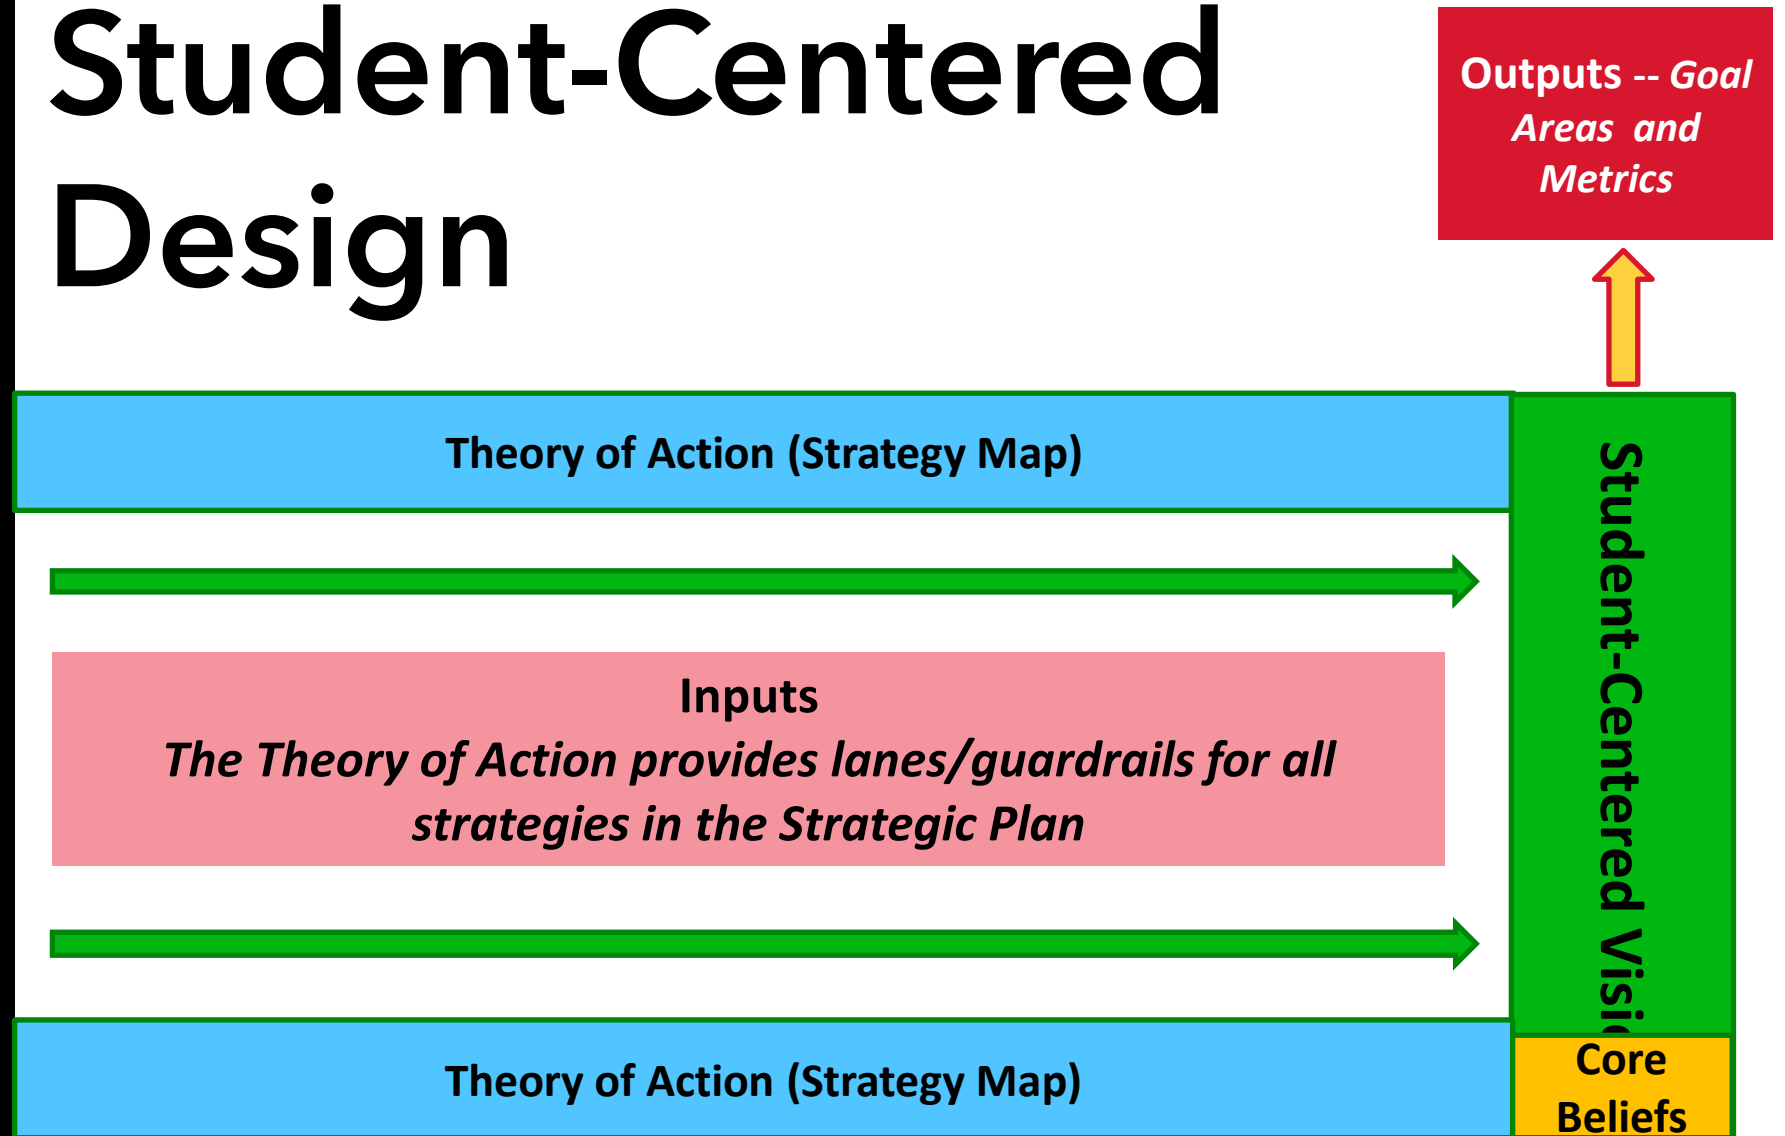 Student-Centered
Design
Outputs -- Goal
Areas and
Metrics
Theory of Action (Strategy Map)
Inputs
The Theory of Action provides lanes/guardrails for all
strategies in the Strategic Plan
Theory of Action (Strategy Map)
Student-Centered
Core
Beliefs